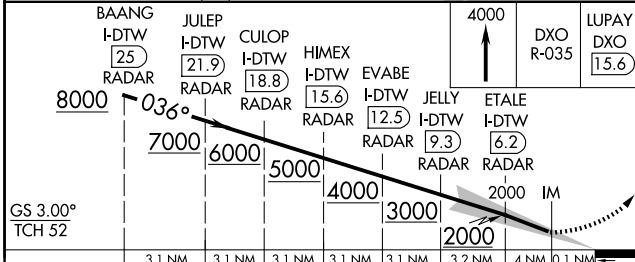 BAANG
I-DTW
25
RADAR
JULEP
I-DTW
21.9
RADAR
CULOP
I-DTW
18.8
RADAR
HIMEX
I-DTW
15.6
RADAR
EVABE
I-DTW
12.5
RADAR
JELLY
I-DTW
9.3
RADAR
ETALE
I-DTW
6.2
RADAR
4000
DXO
R-035
LUPAY
DXO
15.6
8000
036°
7000
6000
5000
4000
3000
2000
2000
IM
GS 3.00°
TCH 52
3.1 NM 3.1 NM 3.1 NM 3.1 NM 3.1 NM 3.2 NM 4 NM 0.1 NM